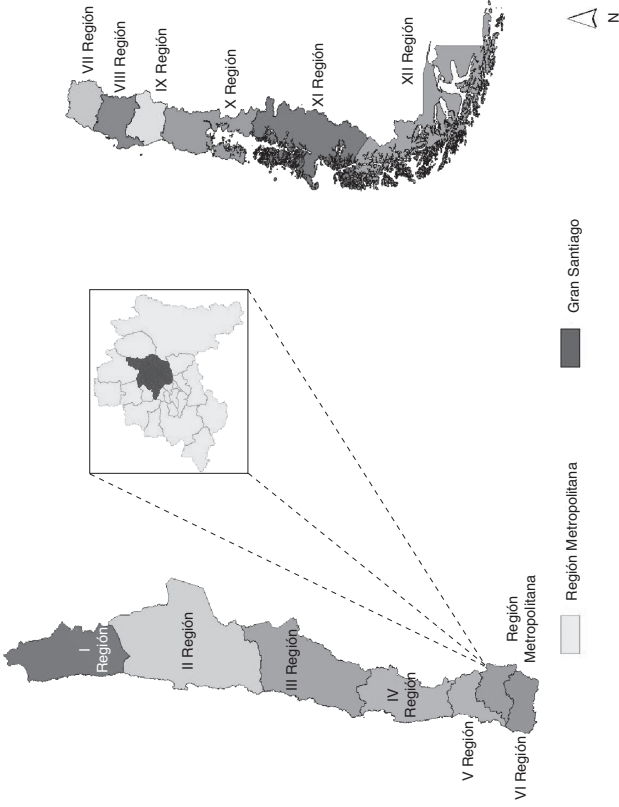 I
Región
II Región
III Región
IV
Región
V Región
Región
Metropolitana
VI Región
VII Región
VIII Región
IX Región
X Región
XI Región
XII Región
Región Metropolitana
Gran Santiago
N